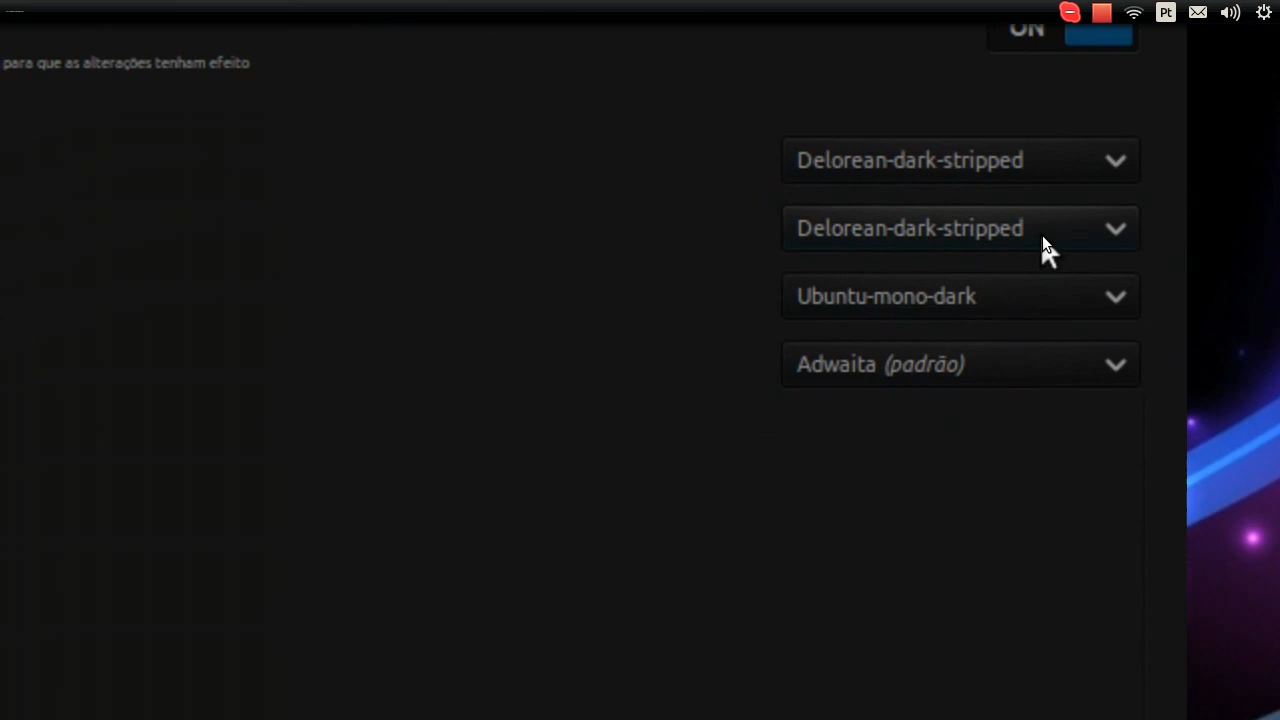 Pt
ON
para que as alterações tenham efeito
Delorean-dark-stripped
Delorean-dark-stripped
Ubuntu-mono-dark
Adwaita (padrão)